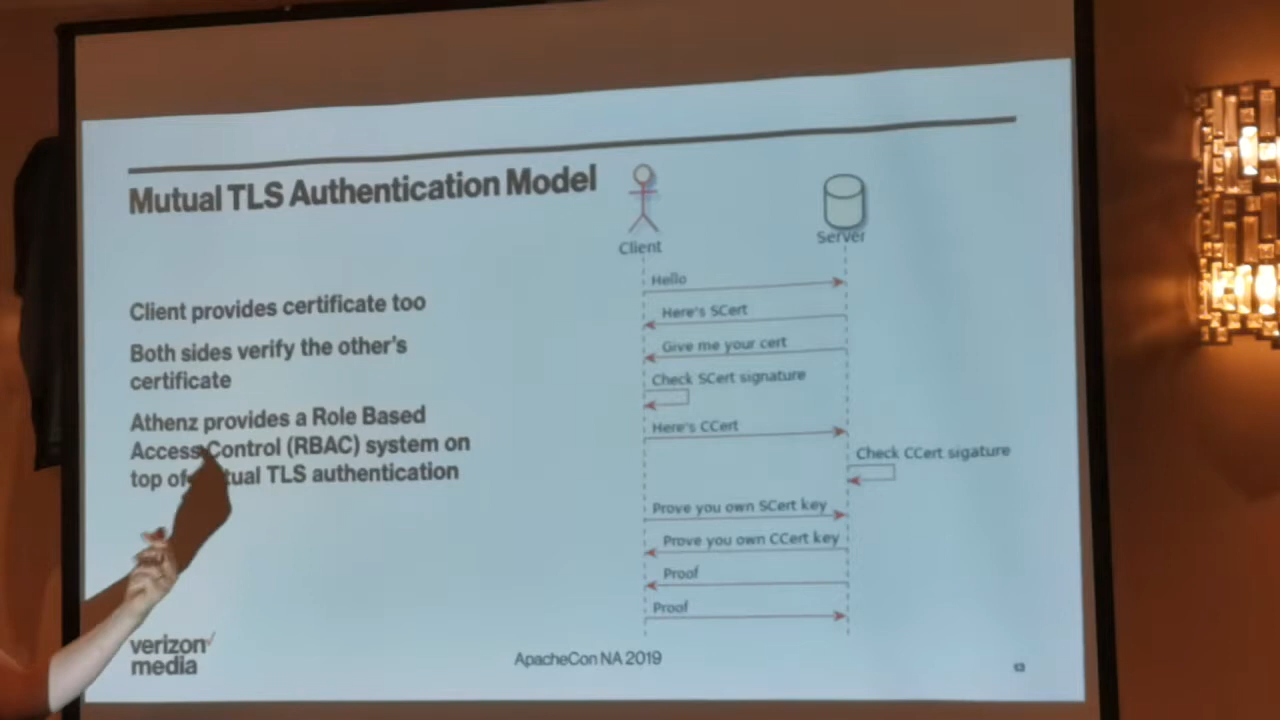 Mutual TLS Authentication Model
Client provides certificate too
Both sides verify the other's
certificate
Athenz provides a Role Based
Access Control (RBAC) system on
top of tual TLS authentication
Client
Server
Hello
Here's SCert
Give me your cert
Check SCert signature
Here's CCert
Check CCert sigature
Prove you own SCert key
Prove you own CCert key
Proof
Proof
verizon
media
ApacheCon NA 2019